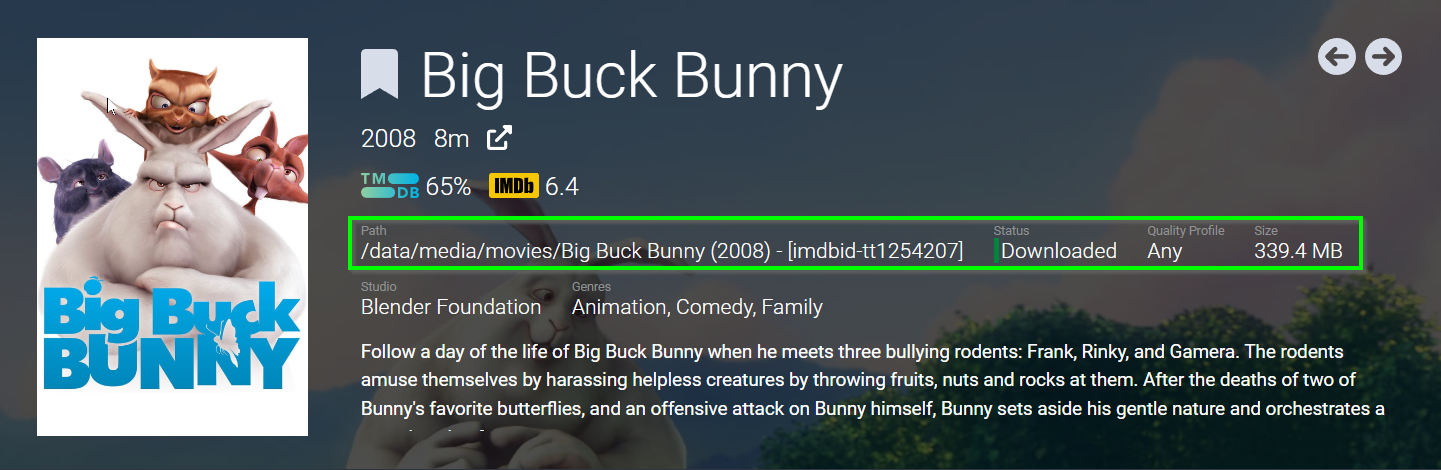 Big Buck Bunny
2008 8m
TMDB 65% IMDb 6.4
Path Status Quality Profile Size
/data/media/movies/Big Buck Bunny (2008) - [imdbid-tt1254207] Downloaded Any 339.4 MB
Studio Genres
Blender Foundation Animation, Comedy, Family
Follow a day of the life of Big Buck Bunny when he meets three bullying rodents: Frank, Rinky, and Gamera. The rodents
amuse themselves by harassing helpless creatures by throwing fruits, nuts and rocks at them. After the deaths of two of
Bunny's favorite butterflies, and an offensive attack on Bunny himself, Bunny sets aside his gentle nature and orchestrates a
Big Buck
BUNNY